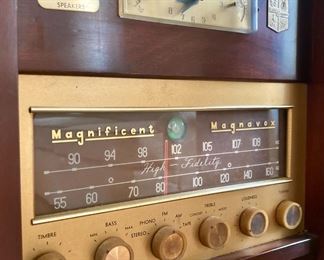 SPEAKERS
Magnificent Magnavox
90 94 98 102 105 107 108
High-Fidelity
55 60 70 80 100 120 140 160
TIMBRE BASS PHONO FM TREBLE LOUDNESS TUNING
STEREO AM TAPE